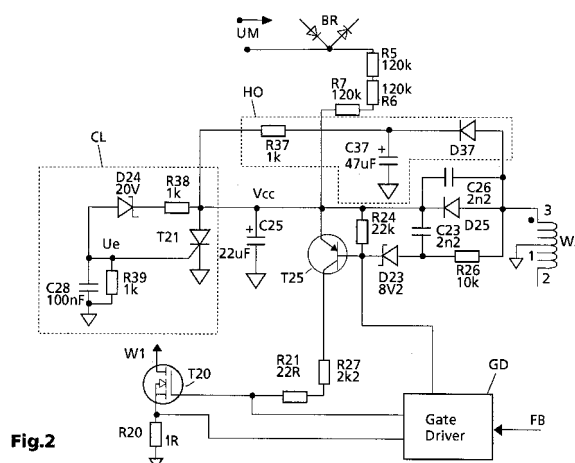 UM
BR
R5
120k
R7
120k
120k
R6
HO
CL
R37
1k
C37
+
47uF
D37
D24
20V
R38
1k
Vcc
C26
2n2
R24
22k
C23
2n2
D25
3
W
1
2
Ue
T21
+
C25
22uF
T25
D23
8V2
R26
10k
C28
100nF
R39
1k
W1
T20
R21
22R
R27
2k2
GD
Gate
Driver
FB
R20
1R
Fig.2